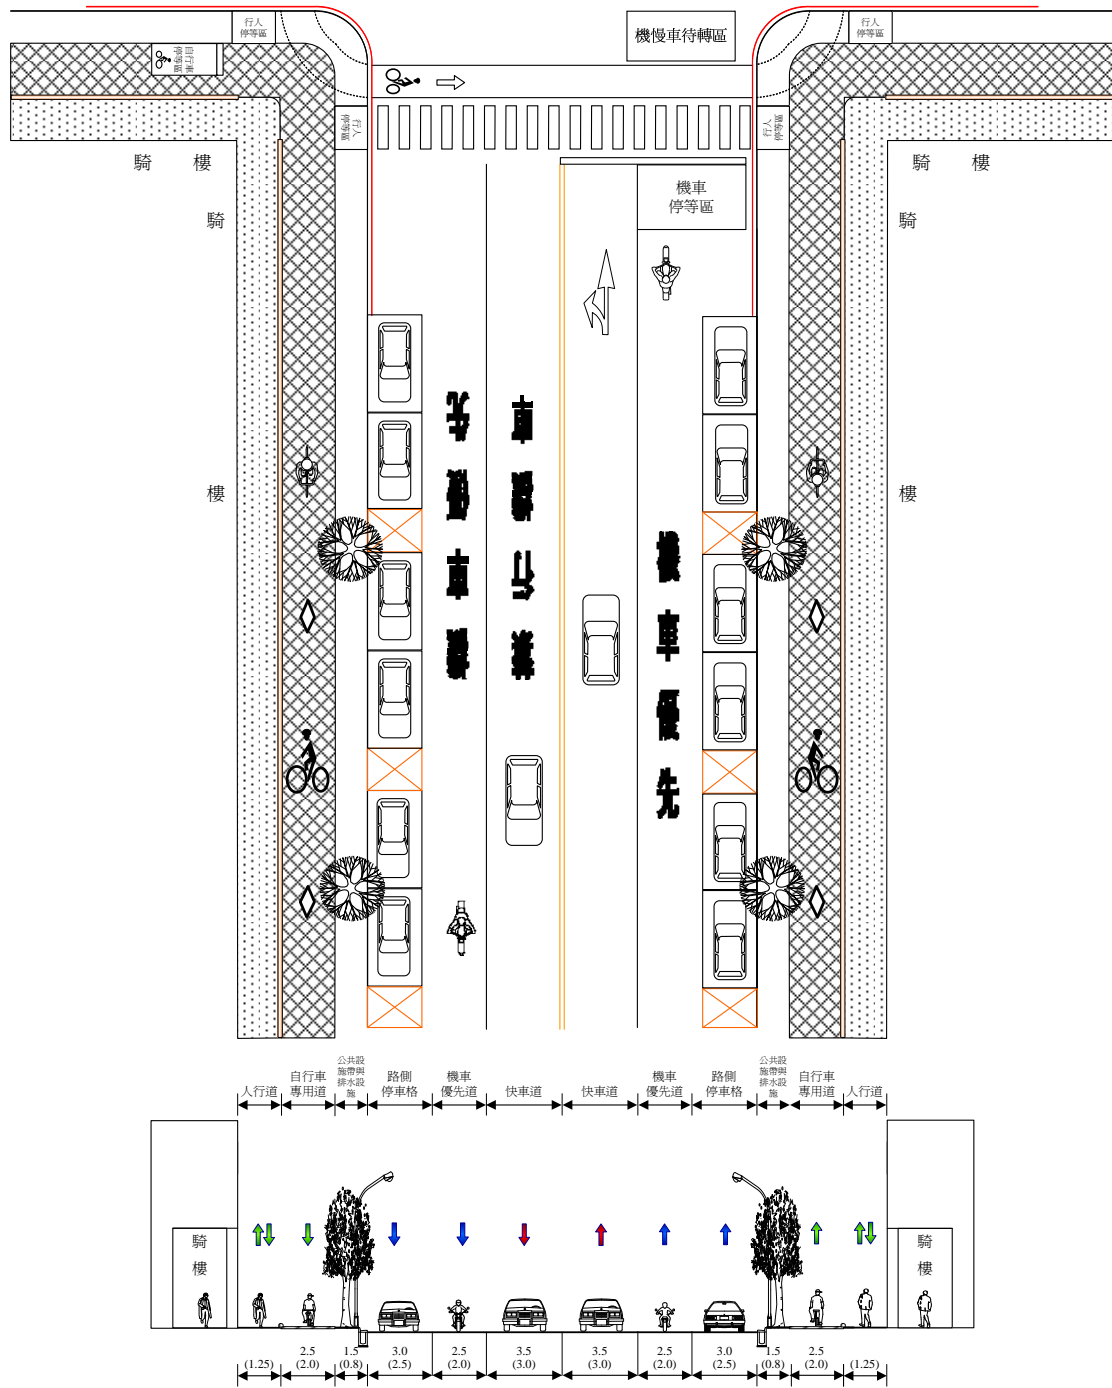 行人
停等區
機慢車待轉區
行人
停等區
自行車
停等區
行人
停等區
行人
停等區
騎 樓
騎 樓
機車
停等區
騎
樓
騎
樓
機車優先
禁行機車
機車優先
人行道
自行車
專用道
公共設
施帶與
排水設
施
路側
停車格
機車
優先道
快車道
快車道
機車
優先道
路側
停車格
公共設
施帶與
排水設
施
自行車
專用道
人行道
騎
樓
騎
樓
(1.25)
2.5
(2.0)
1.5
(0.8)
3.0
(2.5)
2.5
(2.0)
3.5
(3.0)
3.5
(3.0)
2.5
(2.0)
3.0
(2.5)
1.5
(0.8)
2.5
(2.0)
(1.25)